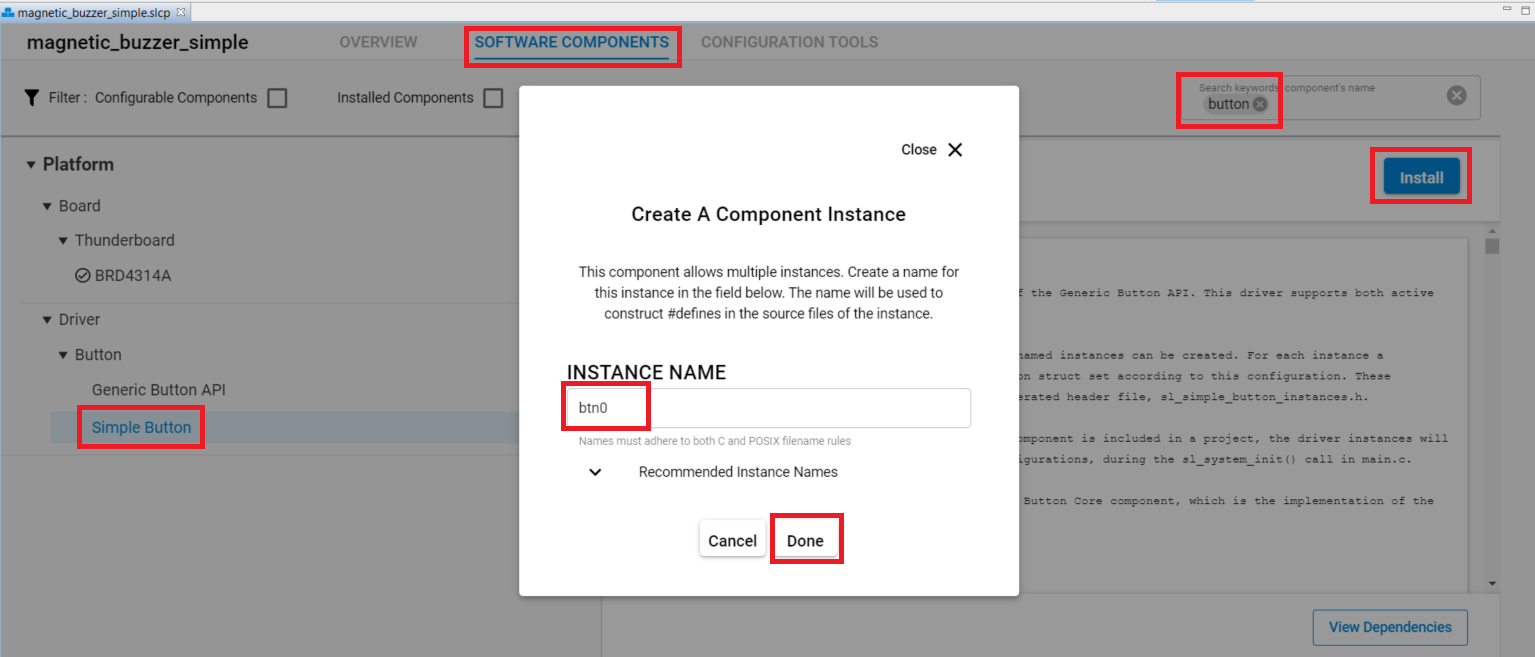 magnetic_buzzer_simple.slcp
magnetic_buzzer_simple
OVERVIEW
SOFTWARE COMPONENTS
CONFIGURATION TOOLS
Filter :
Configurable Components
Installed Components
Search keywords, component's name
button
Platform
Board
Thunderboard
BRD4314A
Driver
Button
Generic Button API
Simple Button
Close
Create A Component Instance
This component allows multiple instances. Create a name for
this instance in the field below. The name will be used to
construct #defines in the source files of the instance.
INSTANCE NAME
btn0
Names must adhere to both C and POSIX filename rules
Recommended Instance Names
Cancel
Done
Install
of the Generic Button API. This driver supports both active
named instances can be created. For each instance a
struct set according to this configuration. These
header file, sl_simple_button_instances.h.
is included in a project, the driver instances will
during the sl_system_init() call in main.c.
Button Core component, which is the implementation of the
View Dependencies